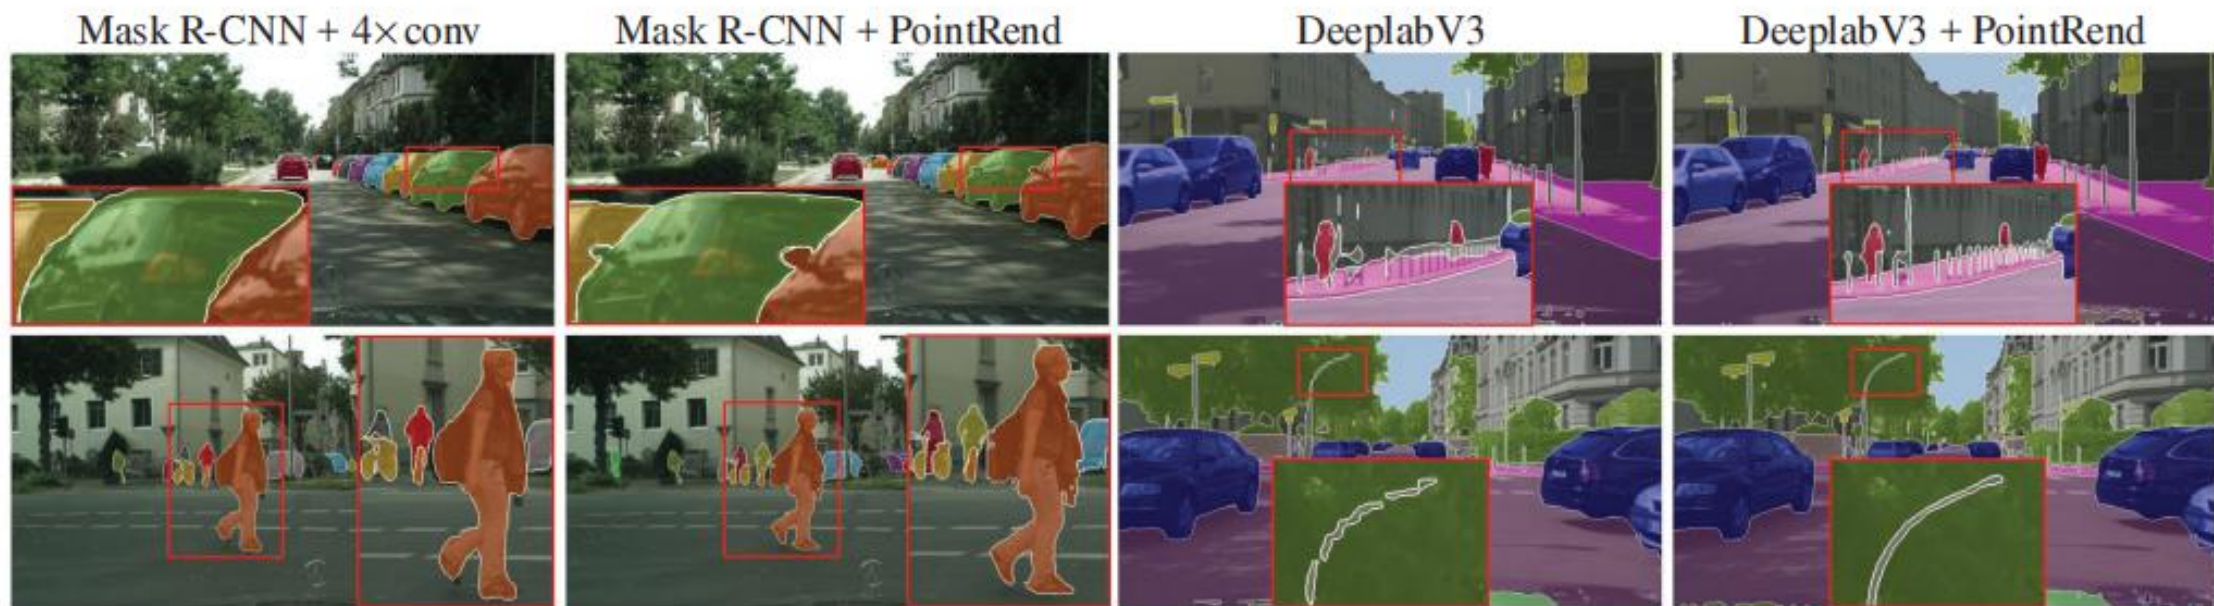 Mask R-CNN + 4×conv
Mask R-CNN + PointRend
DeeplabV3
DeeplabV3 + PointRend